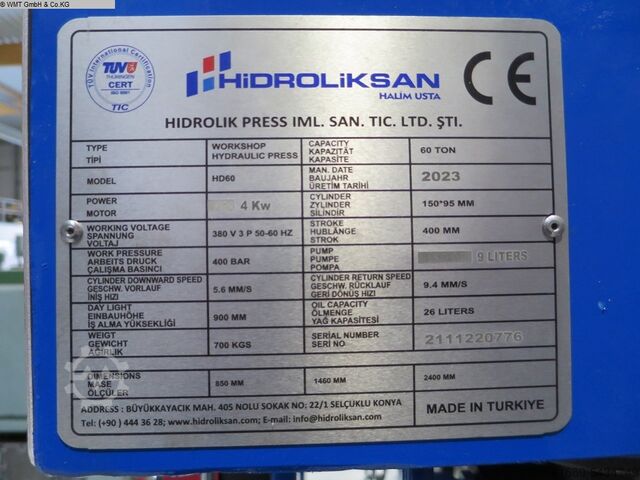 © WMT GmbH & Co.KG
TÜV International Certification
TÜV
THÜRINGEN
CERT
ISO 9001
TIC
HiDROLiKSAN
HALIM USTA
CE
HIDROLIK PRESS IML. SAN. TIC. LTD. ŞTI.
TYPE
TİPİ
WORKSHOP
HYDRAULIC PRESS
CAPACITY
KAPAZITÄT
KAPASİTE
60 TON
MODEL
HD60
MAN. DATE
BAUJAHR
ÜRETİM TARİHİ
2023
POWER
MOTOR
4 Kw
CYLINDER
ZYLINDER
SİLİNDİR
150*95 MM
WORKING VOLTAGE
SPANNUNG
VOLTAJ
380 V 3 P 50-60 HZ
STROKE
HUBLÄNGE
STROK
400 MM
WORK PRESSURE
ARBEITS DRUCK
ÇALIŞMA BASINCI
400 BAR
PUMP
PUMPE
POMPA
9 LITERS
CYLINDER DOWNWARD SPEED
GESCHW. VORLAUF
İNİŞ HIZI
5.6 MM/S
CYLINDER RETURN SPEED
GESCHW. RÜCKLAUF
GERİ DÖNÜŞ HIZI
9.4 MM/S
DAY LIGHT
EINBAUHÖHE
İŞ ALMA YÜKSEKLİĞİ
900 MM
OIL CAPACITY
ÖLMENGE
YAĞ KAPASİTESİ
26 LITERS
WEIGT
GEWICHT
AĞIRLIK
700 KGS
SERIAL NUMBER
SERI NO
2111220776
DIMENSIONS
MASE
ÖLÇÜLER
850 MM
1460 MM
2400 MM
ADDRESS : BÜYÜKKAYACIK MAH. 405 NOLU SOKAK NO: 22/1 SELÇUKLU KONYA
Tel: (+90 ) 444 36 28; www.hidroliksan.com; E-mail: info@hidroliksan.com
MADE IN TURKIYE